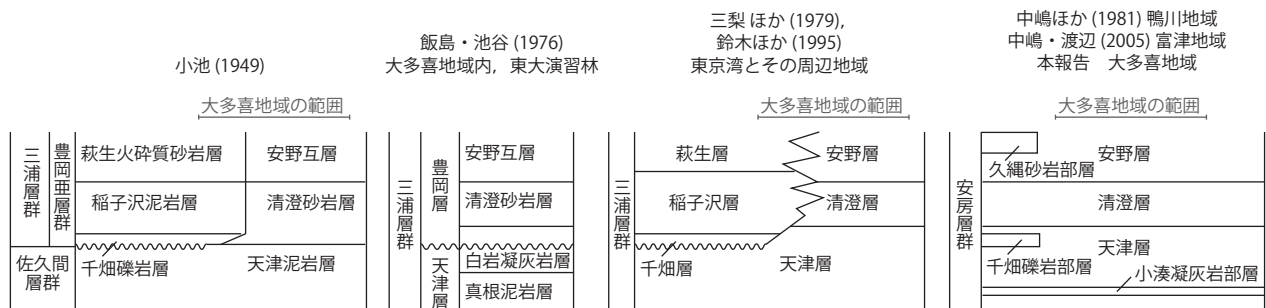 小池 (1949)
大多喜地域の範囲
三浦層群
豊岡亜層群
萩生火砕質砂岩層
安野互層
稲子沢泥岩層
清澄砂岩層
佐久間
層群
千畑礫岩層
天津泥岩層
飯島・池谷 (1976)
大多喜地域内，東大演習林
三浦層群
豊岡層
安野互層
清澄砂岩層
天津層
白岩凝灰岩層
真根泥岩層
三梨 ほか (1979),
鈴木ほか (1995)
東京湾とその周辺地域
大多喜地域の範囲
三浦層群
萩生層
安野層
稲子沢層
清澄層
千畑層
天津層
中嶋ほか (1981) 鴨川地域
中嶋・渡辺 (2005) 富津地域
本報告　大多喜地域
大多喜地域の範囲
安房層群
安野層
久縄砂岩部層
清澄層
天津層
千畑礫岩部層
小湊凝灰岩部層